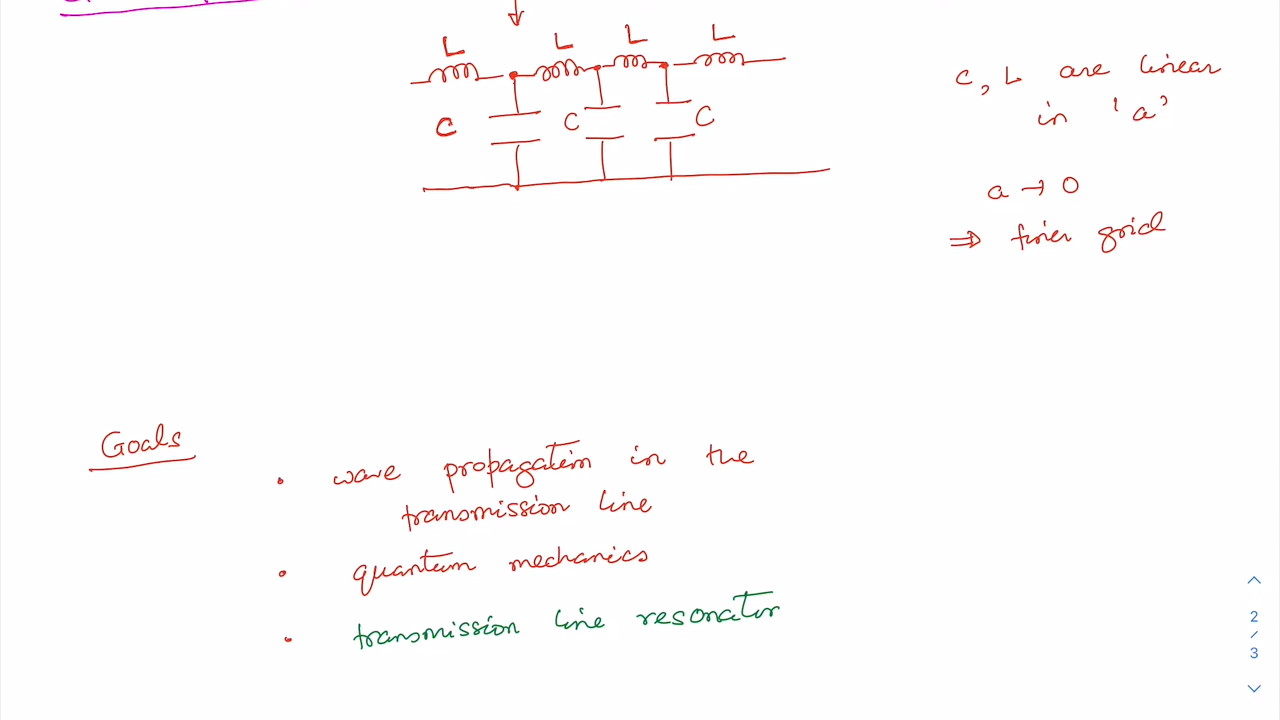 L L L L
C C C
C, L are linear
in 'a'
a → 0
⇒ finer grid
Goals
• wave propagation in the
transmission line
• quantum mechanics
• transmission line resonator
2
/
3